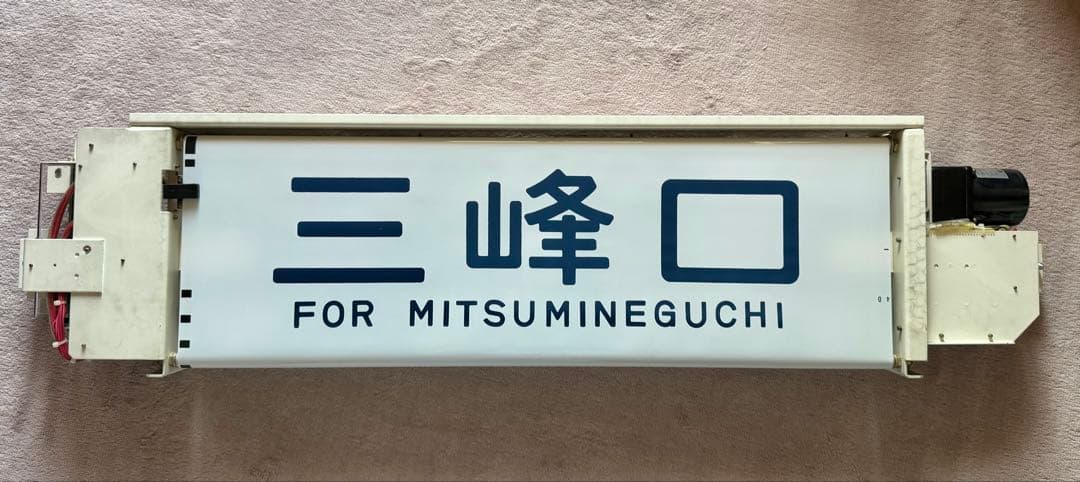 三峰口
FOR MITSUMINEGUCHI